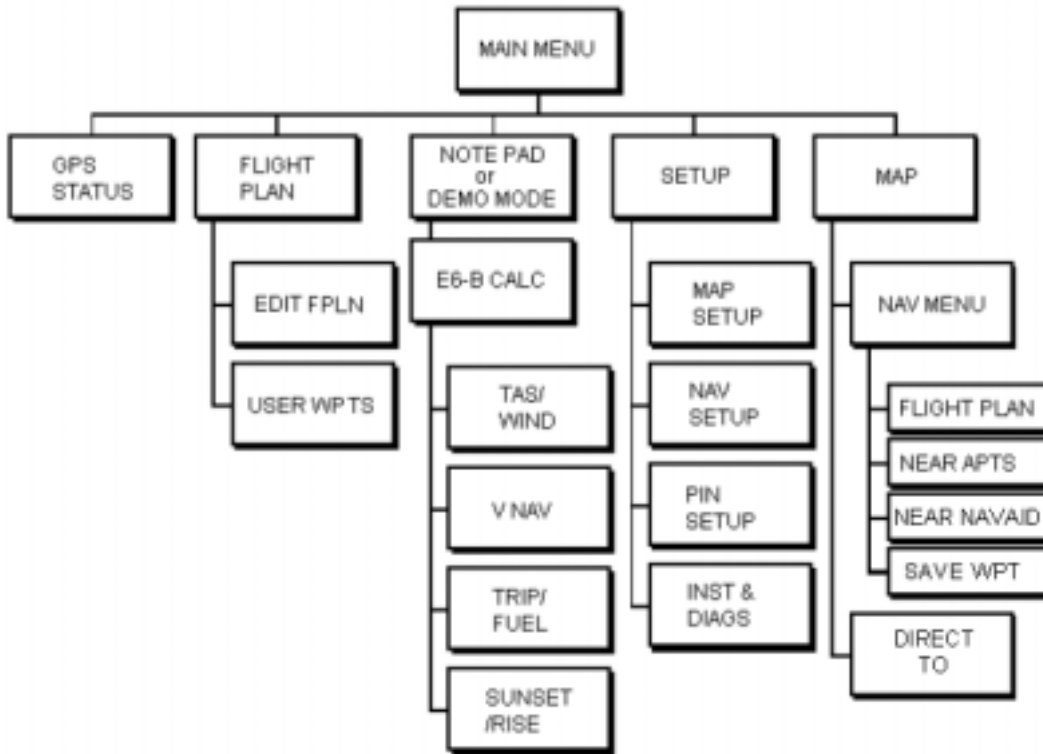 MAIN MENU
GPS
STATUS
FLIGHT
PLAN
EDIT FPLN
USER WPTS
NOTE PAD
or
DEMO MODE
E6-B CALC
TAS/
WIND
V NAV
TRIP/
FUEL
SUNSET
/RISE
SETUP
MAP
SETUP
NAV
SETUP
PIN
SETUP
INST &
DIAGS
MAP
NAV MENU
FLIGHT PLAN
NEAR APTS
NEAR NAVAID
SAVE WPT
DIRECT
TO